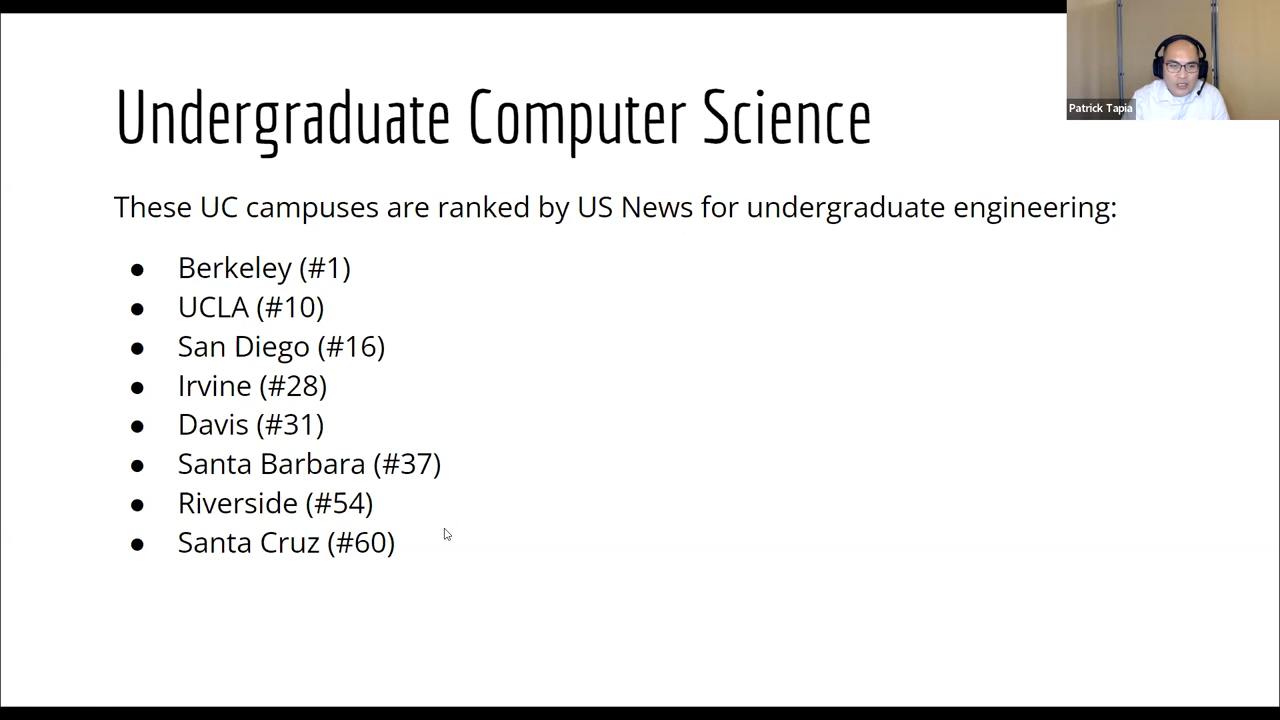 Undergraduate Computer Science
Patrick Tapia
These UC campuses are ranked by US News for undergraduate engineering:
● Berkeley (#1)
● UCLA (#10)
● San Diego (#16)
● Irvine (#28)
● Davis (#31)
● Santa Barbara (#37)
● Riverside (#54)
● Santa Cruz (#60)